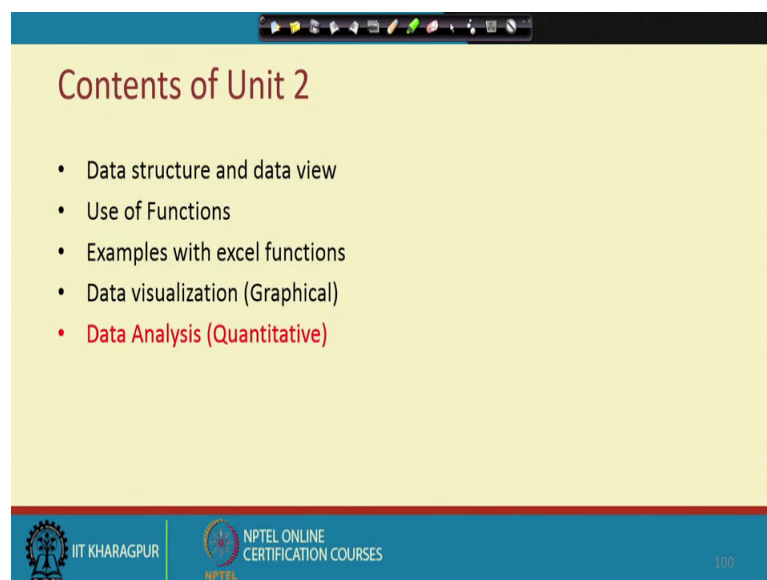 Contents of Unit 2
• Data structure and data view
• Use of Functions
• Examples with excel functions
• Data visualization (Graphical)
• Data Analysis (Quantitative)
IIT KHARAGPUR
NPTEL
NPTEL ONLINE
CERTIFICATION COURSES
100